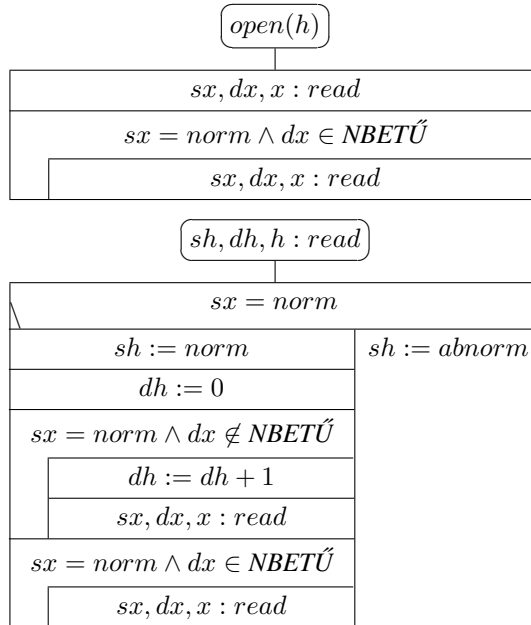 open(h)
sx, dx, x : read
sx = norm ∧ dx ∈ NBETŰ
sx, dx, x : read
sh, dh, h : read
sx = norm
sh := norm
sh := abnorm
dh := 0
sx = norm ∧ dx ∉ NBETŰ
dh := dh + 1
sx, dx, x : read
sx = norm ∧ dx ∈ NBETŰ
sx, dx, x : read